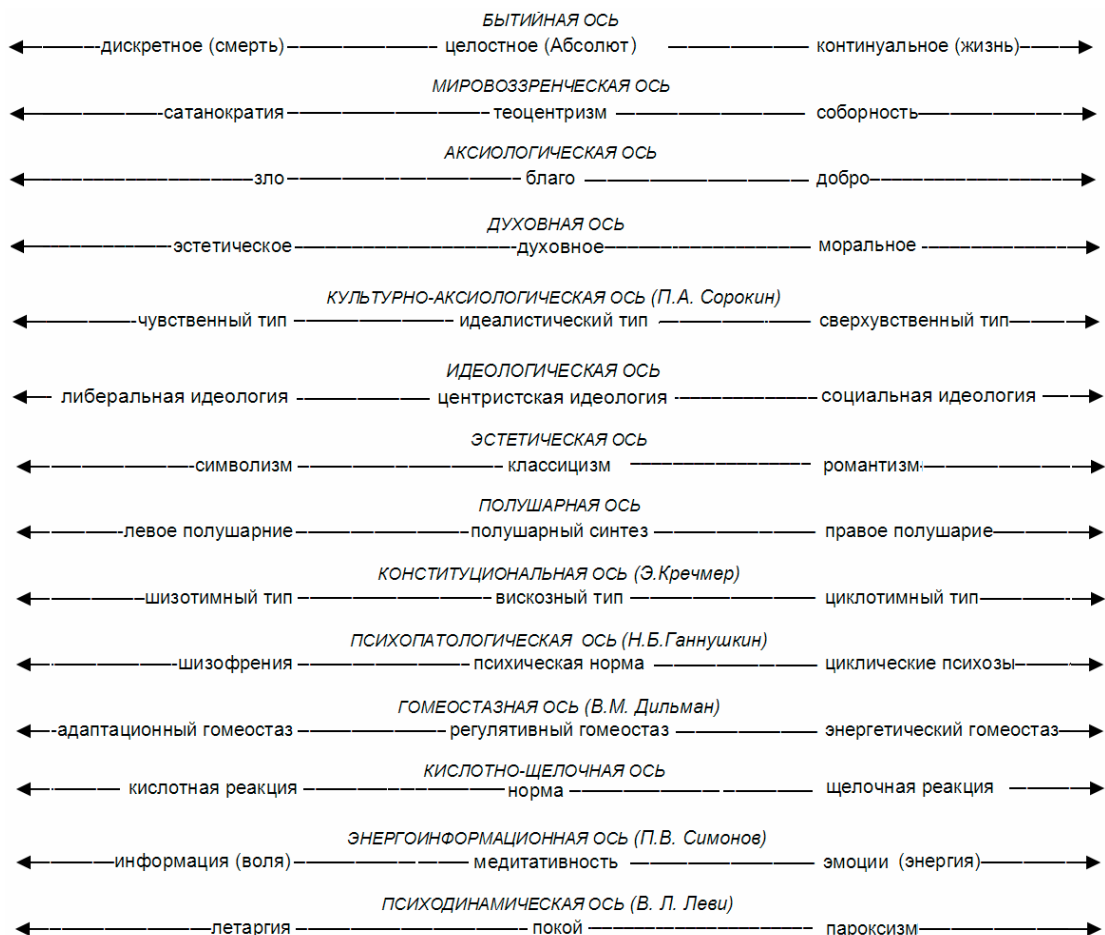 БЫТИЙНАЯ ОСЬ
дискретное (смерть) целостное (Абсолют) континуальное (жизнь)
МИРОВОЗЗРЕНЧЕСКАЯ ОСЬ
сатанократия теоцентризм соборность
АКСИОЛОГИЧЕСКАЯ ОСЬ
зло благо добро
ДУХОВНАЯ ОСЬ
эстетическое духовное моральное
КУЛЬТУРНО-АКСИОЛОГИЧЕСКАЯ ОСЬ (П.А. Сорокин)
чувственный тип идеалистический тип сверхувственный тип
ИДЕОЛОГИЧЕСКАЯ ОСЬ
либеральная идеология центристская идеология социальная идеология
ЭСТЕТИЧЕСКАЯ ОСЬ
символизм классицизм романтизм
ПОЛУШАРНАЯ ОСЬ
левое полушарние полушарный синтез правое полушарие
КОНСТИТУЦИОНАЛЬНАЯ ОСЬ (Э.Кречмер)
шизотимный тип вискозный тип циклотимный тип
ПСИХОПАТОЛОГИЧЕСКАЯ ОСЬ (Н.Б.Ганнушкин)
шизофрения психическая норма циклические психозы
ГОМЕОСТАЗНАЯ ОСЬ (В.М. Дильман)
адаптационный гомеостаз регулятивный гомеостаз энергетический гомеостаз
КИСЛОТНО-ЩЕЛОЧНАЯ ОСЬ
кислотная реакция норма щелочная реакция
ЭНЕРГОИНФОРМАЦИОННАЯ ОСЬ (П.В. Симонов)
информация (воля) медитативность эмоции (энергия)
ПСИХОДИНАМИЧЕСКАЯ ОСЬ (В. Л. Леви)
летаргия покой пароксизм